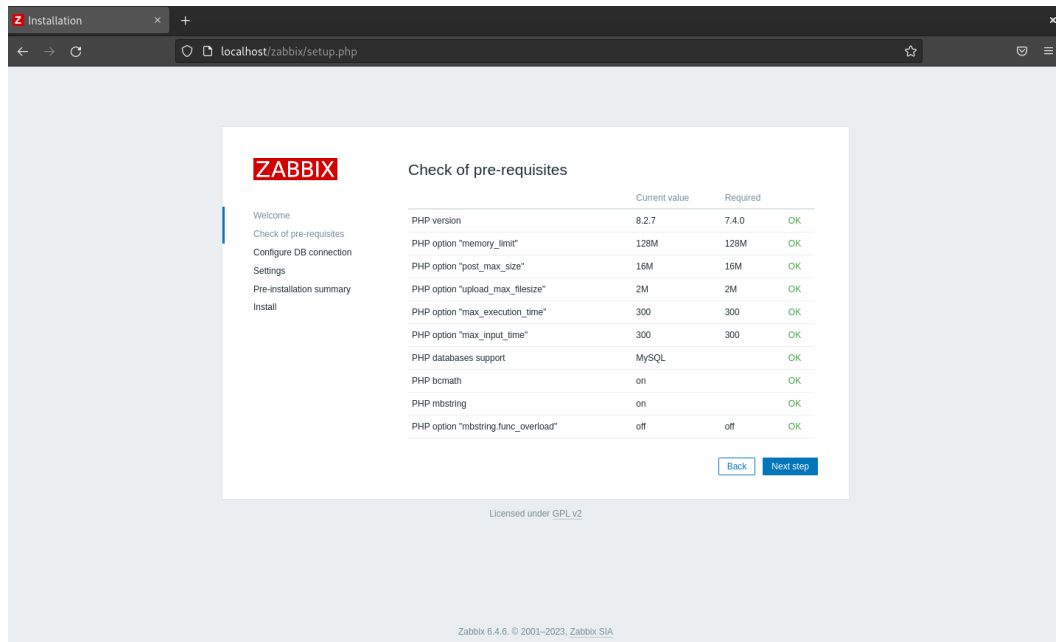 Z Installation
localhost/zabbix/setup.php
ZABBIX
Welcome
Check of pre-requisites
Configure DB connection
Settings
Pre-installation summary
Install
Check of pre-requisites
Current value Required
PHP version 8.2.7 7.4.0 OK
PHP option "memory_limit" 128M 128M OK
PHP option "post_max_size" 16M 16M OK
PHP option "upload_max_filesize" 2M 2M OK
PHP option "max_execution_time" 300 300 OK
PHP option "max_input_time" 300 300 OK
PHP databases support MySQL OK
PHP bcmath on OK
PHP mbstring on OK
PHP option "mbstring.func_overload" off off OK
Back Next step
Licensed under GPL v2
Zabbix 6.4.6. © 2001–2023, Zabbix SIA